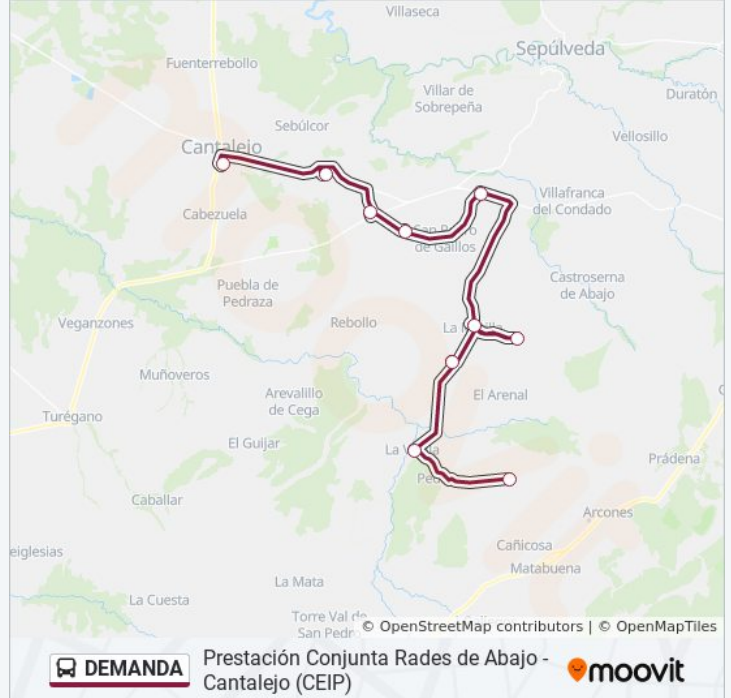 Villaseca
Sepúlveda
Fuenterrebollo
Villar de
Sobrepeña
Duratón
Sebúlcor
Vellosillo
Cantalejo
Villafranca
del Condado
Cabezuela
San Pedro
de Gaíllos
Castroserna
de Abajo
Puebla de
Pedraza
Rebollo
Veganzones
La
Muñoveros
Arevalillo
de Cega
El Arenal
Turégano
El Guijar
La
Prádena
Caballar
Arcones
eiglesias
Cañicosa
Matabuena
La Mata
La Cuesta
Torre Val de
San Pedro
© OpenStreetMap contributors | © OpenMapTiles
DEMANDA
Prestación Conjunta Rades de Abajo -
Cantalejo (CEIP)
moovit